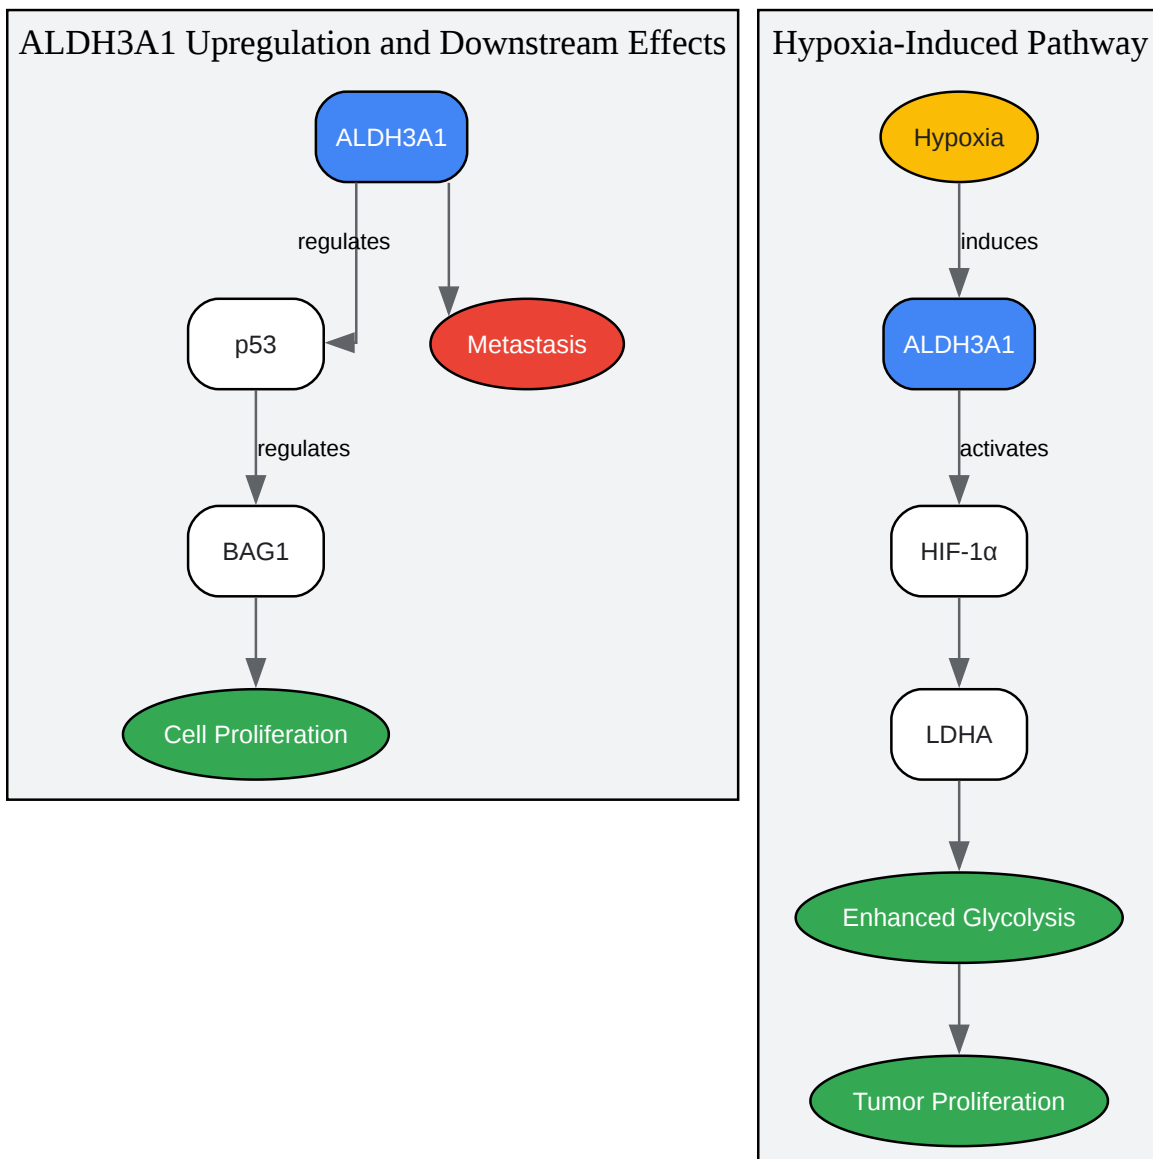 ALDH3A1 Upregulation and Downstream Effects
ALDH3A1
regulates
p53
Metastasis
regulates
BAG1
Cell Proliferation
Hypoxia-Induced Pathway
Hypoxia
induces
ALDH3A1
activates
HIF-1α
LDHA
Enhanced Glycolysis
Tumor Proliferation